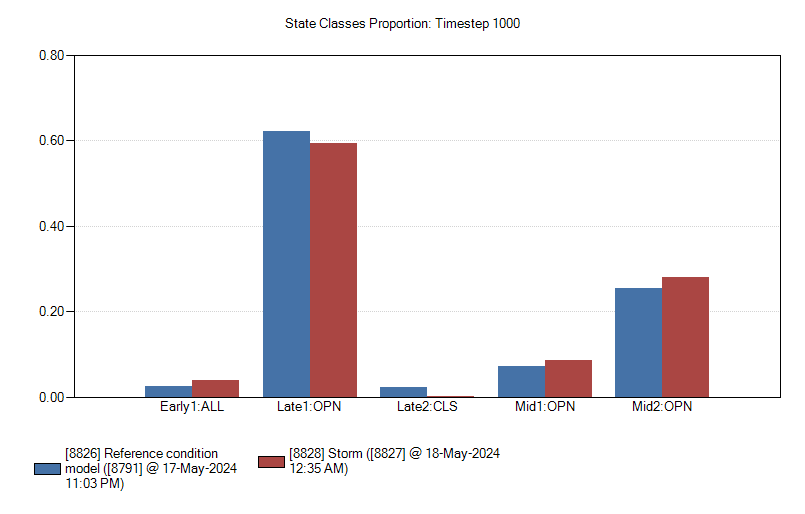 State Classes Proportion: Timestep 1000
0.80
0.60
0.40
0.20
0.00
Early1:ALL
Late1:OPN
Late2:CLS
Mid1:OPN
Mid2:OPN
[8826] Reference condition
model ([8791] @ 17-May-2024
11:03 PM)
[8828] Storm ([8827] @ 18-May-2024
12:35 AM)